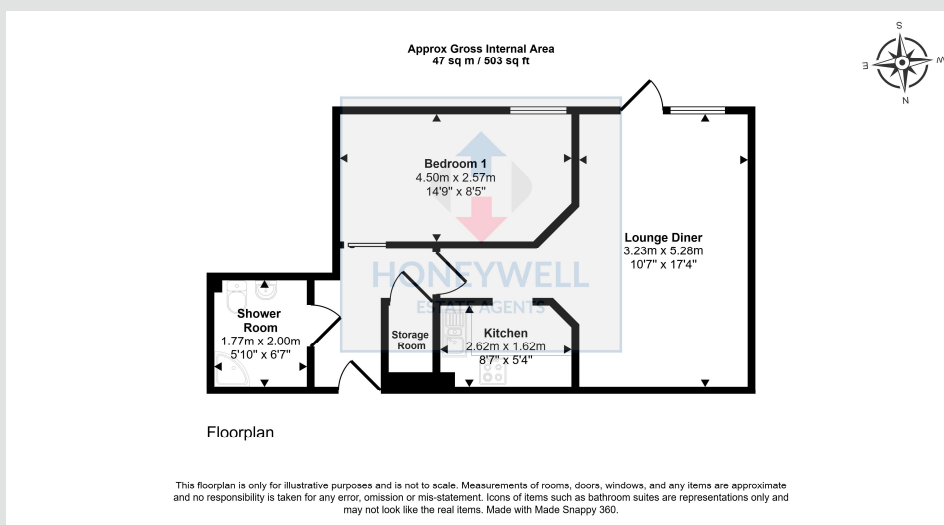 Approx Gross Internal Area
47 sq m / 503 sq ft
S
E
W
N
Bedroom 1
4.50m x 2.57m
14'9" x 8'5"
Lounge Diner
3.23m x 5.28m
10'7" x 17'4"
HONEYWELL
ESTATE AGENTS
Shower
Room
1.77m x 2.00m
5'10" x 6'7"
Storage
Room
Kitchen
2.62m x 1.62m
8'7" x 5'4"
Floorplan
This floorplan is only for illustrative purposes and is not to scale. Measurements of rooms, doors, windows, and any items are approximate
and no responsibility is taken for any error, omission or mis-statement. Icons of items such as bathroom suites are representations only and
may not look like the real items. Made with Made Snappy 360.